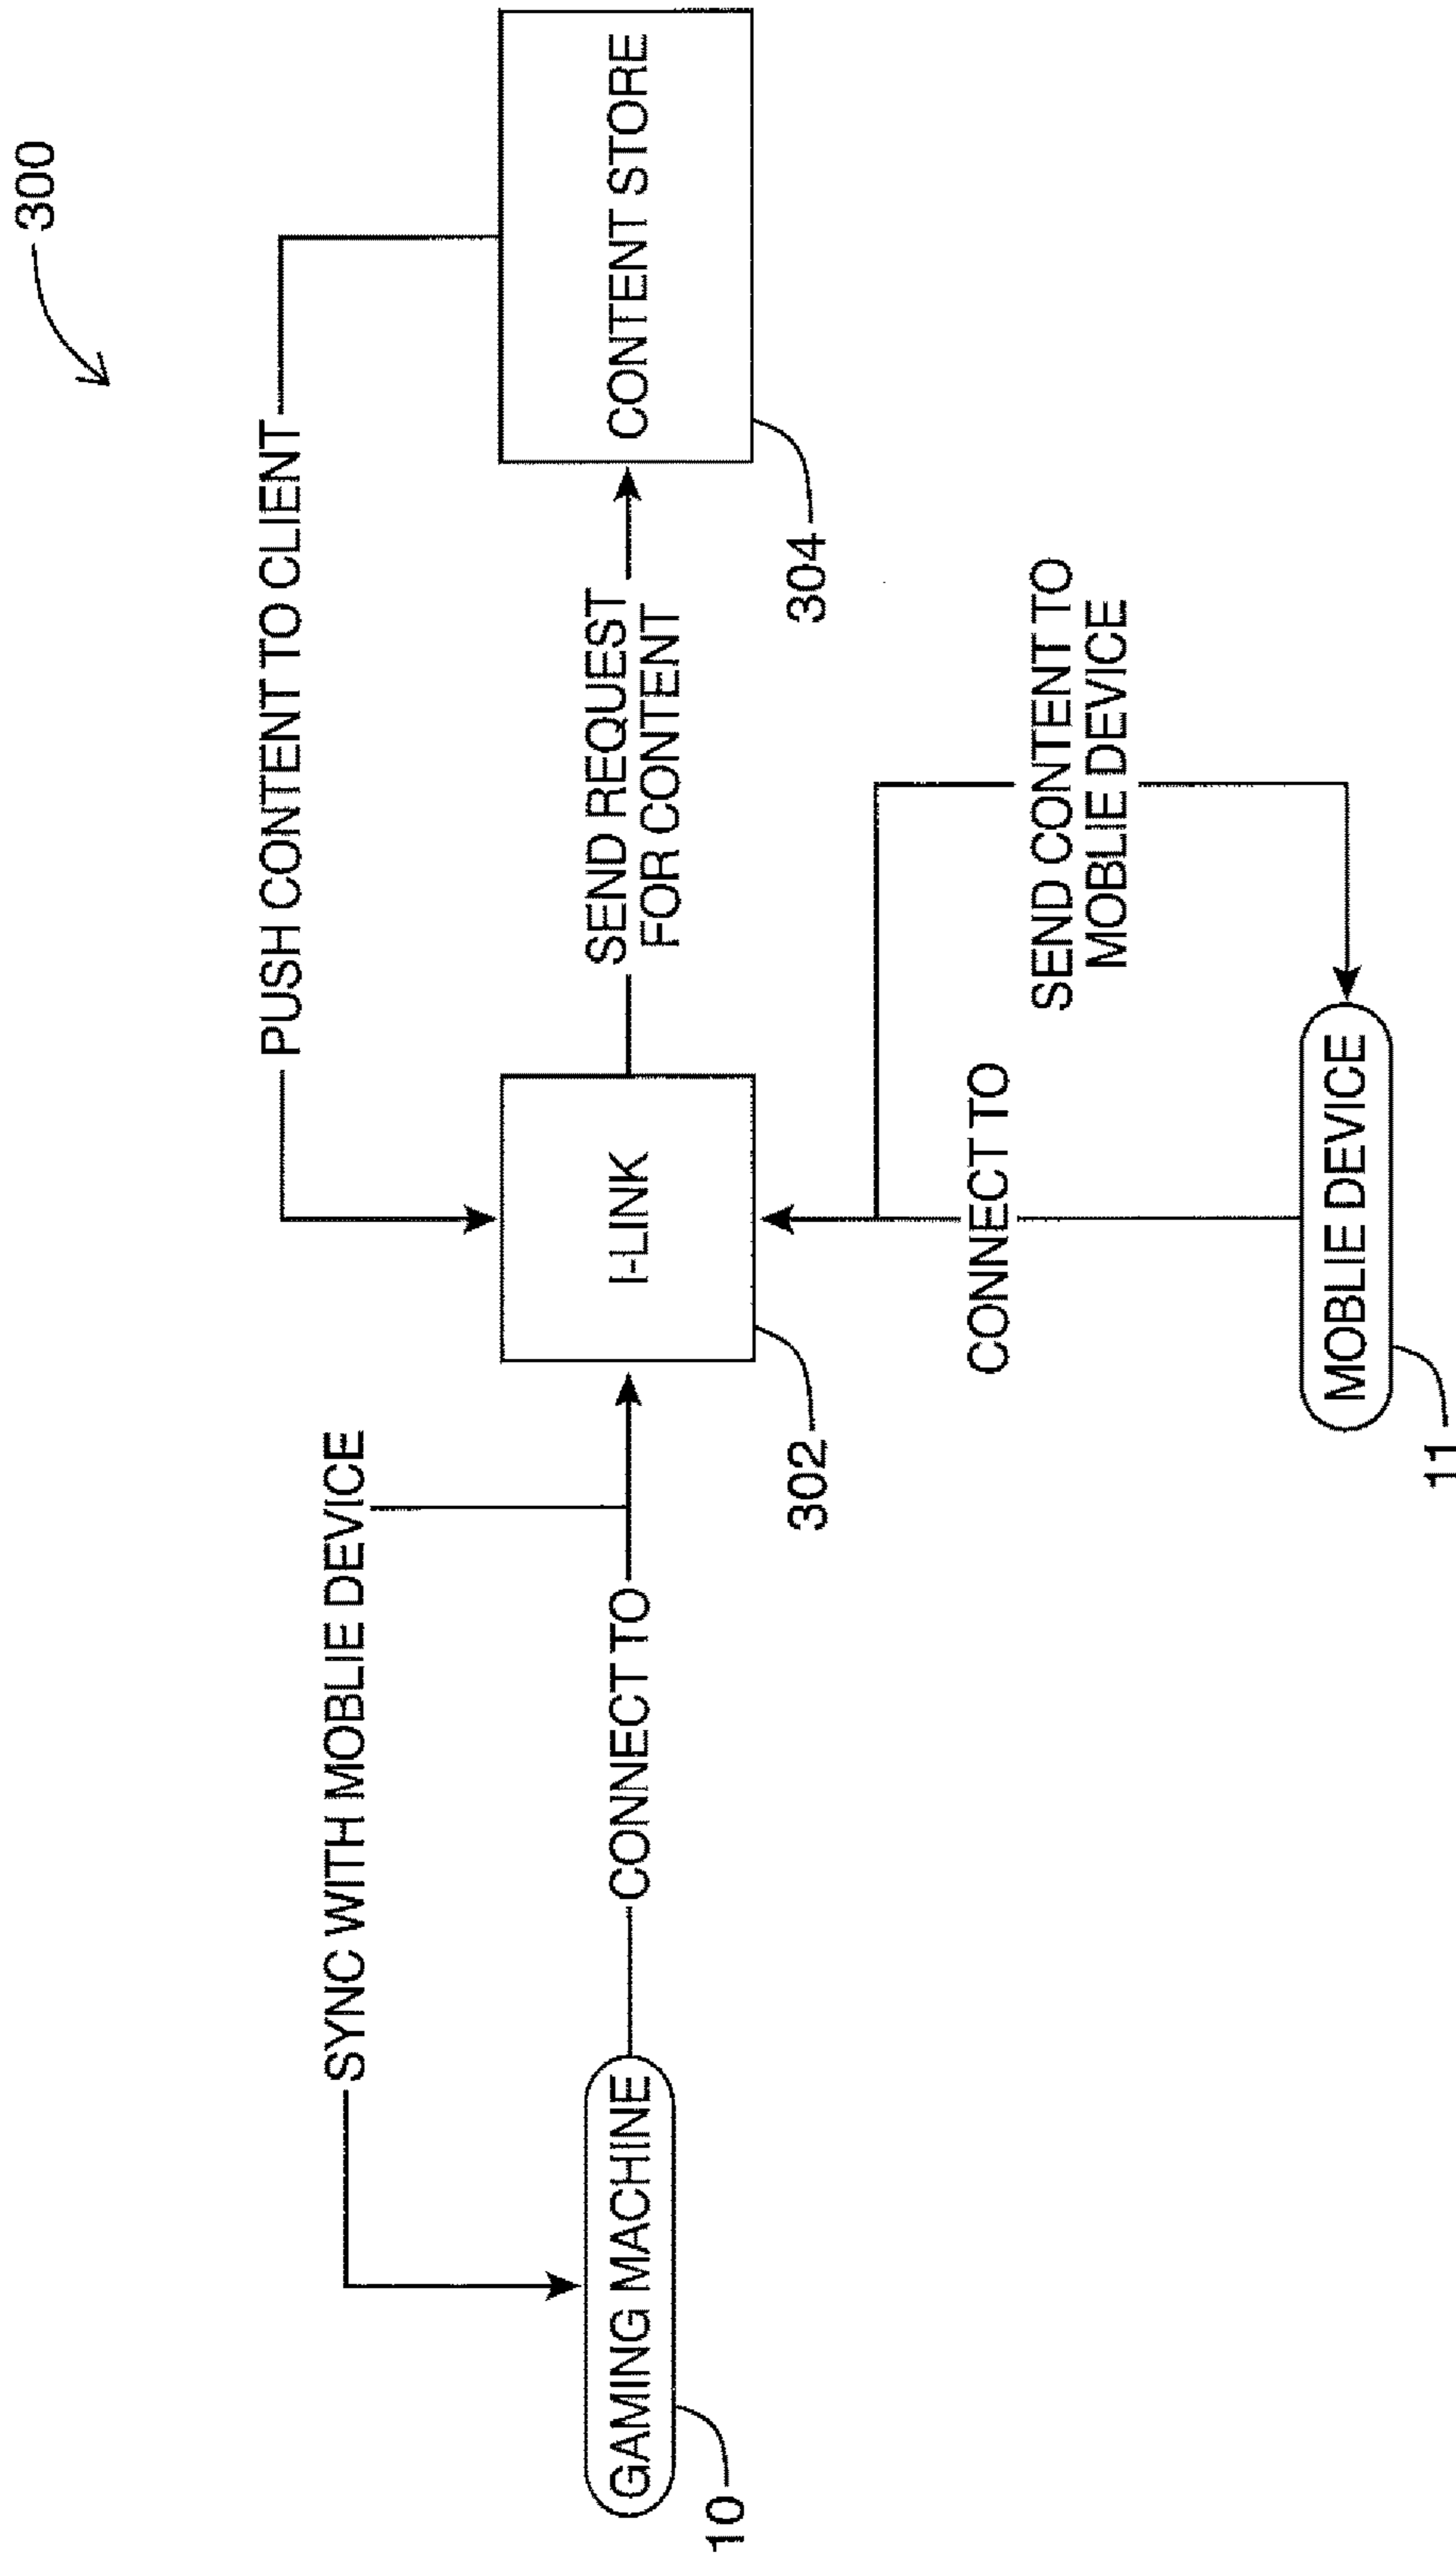 300
PUSH CONTENT TO CLIENT
SYNC WITH MOBLIE DEVICE
GAMING MACHINE
CONNECT TO
I-LINK
SEND REQUEST
FOR CONTENT
CONTENT STORE
10
302
304
CONNECT TO
SEND CONTENT TO
MOBLIE DEVICE
MOBLIE DEVICE
11